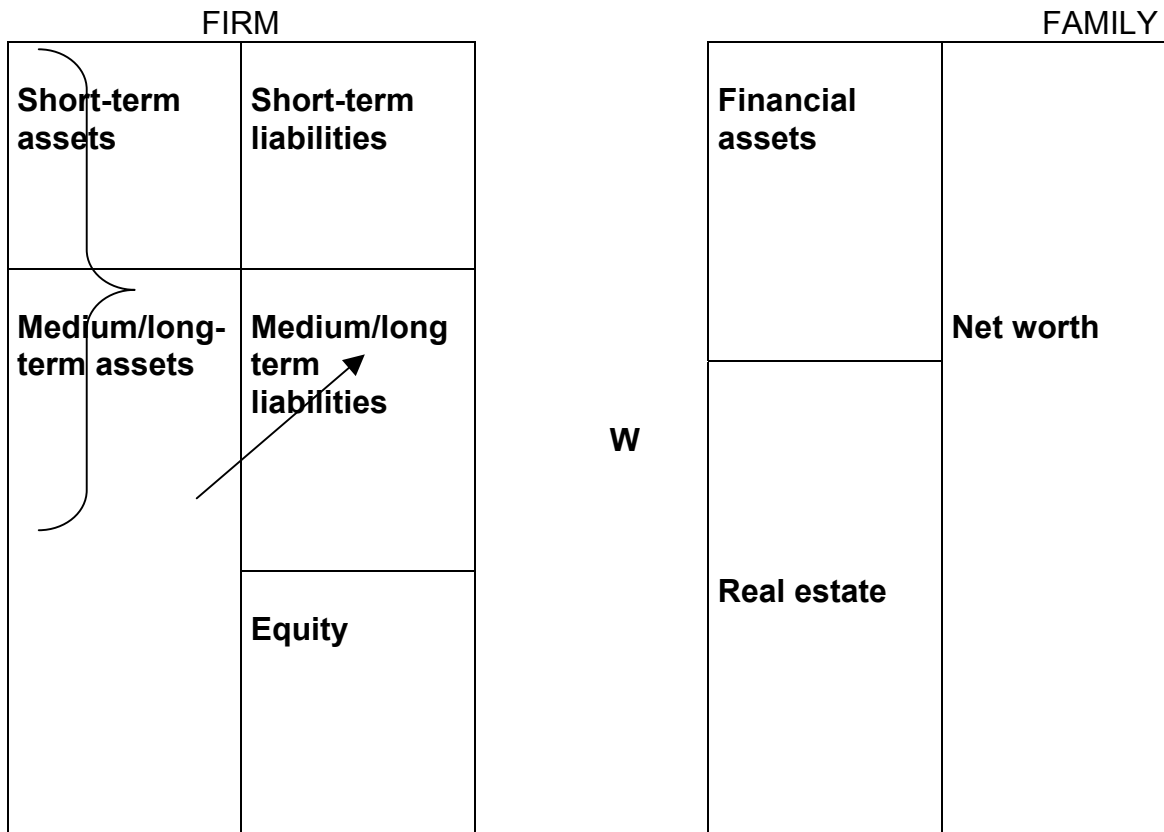 FIRM
FAMILY
Short-term
assets
Short-term
liabilities
Financial
assets
Medium/long-
term assets
Medium/long
term
liabilities
Net worth
W
Real estate
Equity